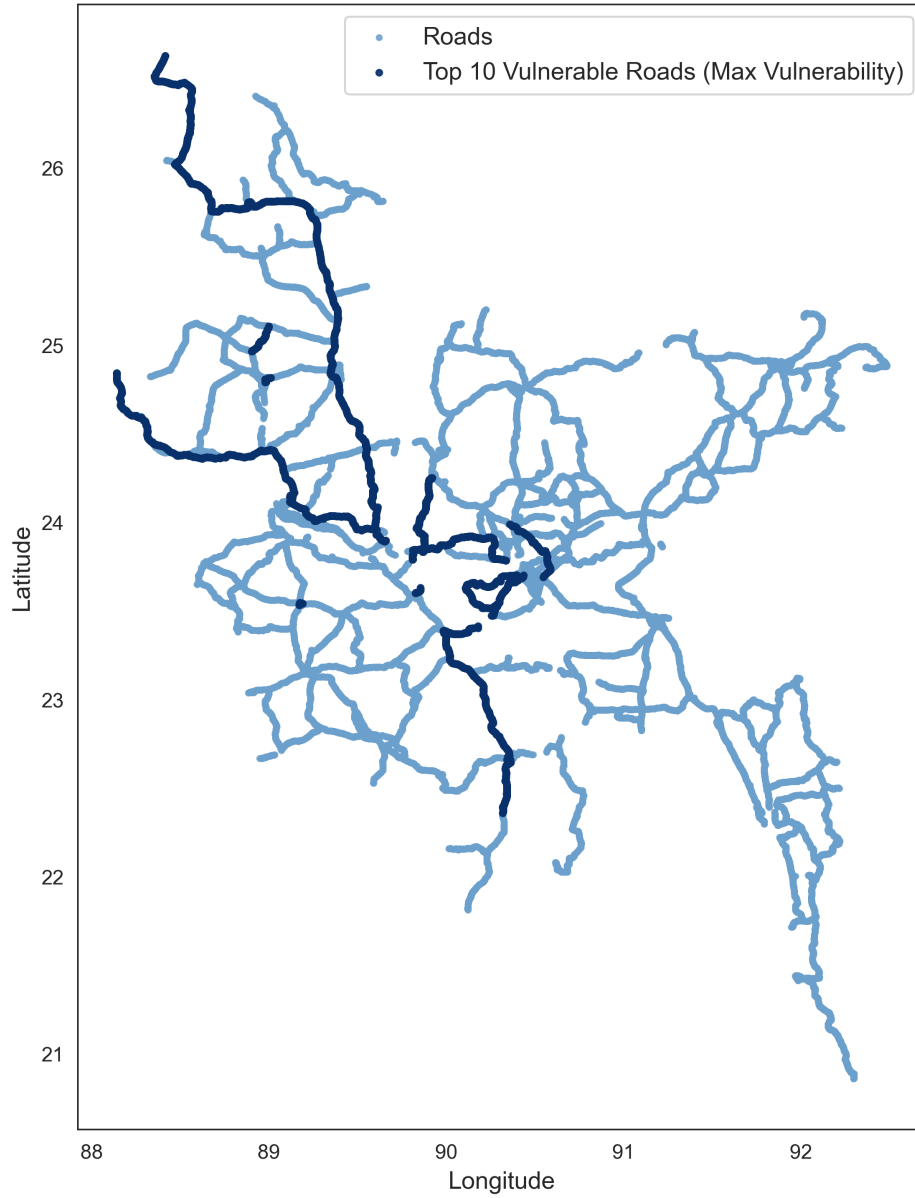 Roads
Top 10 Vulnerable Roads (Max Vulnerability)
26
25
24
23
22
21
Latitude
88
89
90
91
92
Longitude